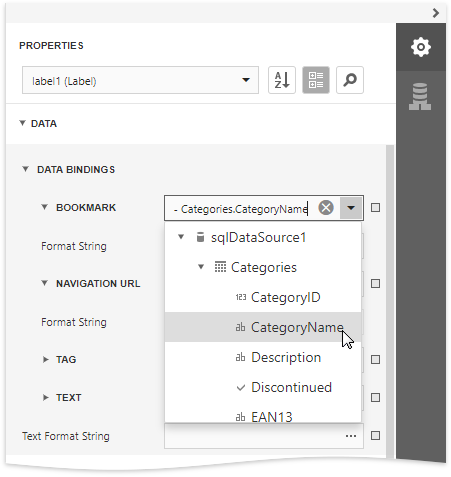 PROPERTIES
label1 (Label)
A
Z
DATA
DATA BINDINGS
BOOKMARK
- Categories.CategoryName
Format String
sqlDataSource1
Categories
NAVIGATION URL
123 CategoryID
Format String
ab CategoryName
ab Description
TAG
Discontinued
TEXT
ab EAN13
Text Format String
...